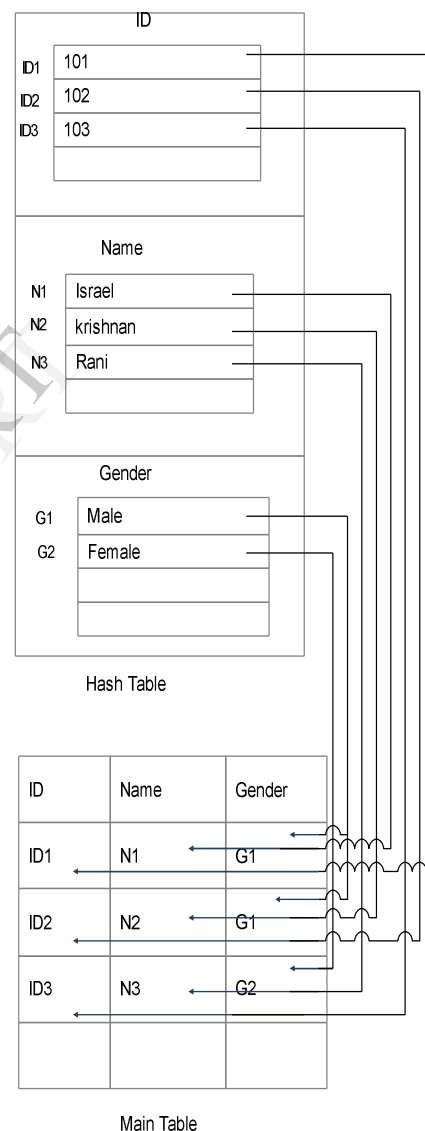 ID
ID1 101
ID2 102
ID3 103
Name
N1 Israel
N2 krishnan
N3 Rani
Gender
G1 Male
G2 Female
Hash Table
ID Name Gender
ID1 N1 G1
ID2 N2 G1
ID3 N3 G2
Main Table